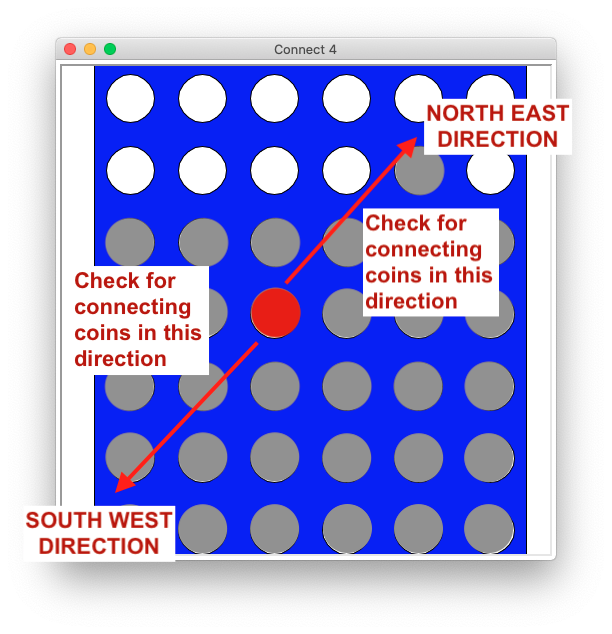 Connect 4
NORTH EAST
DIRECTION
Check for
connecting
coins in this
direction
Check for
connecting
coins in this
direction
SOUTH WEST
DIRECTION